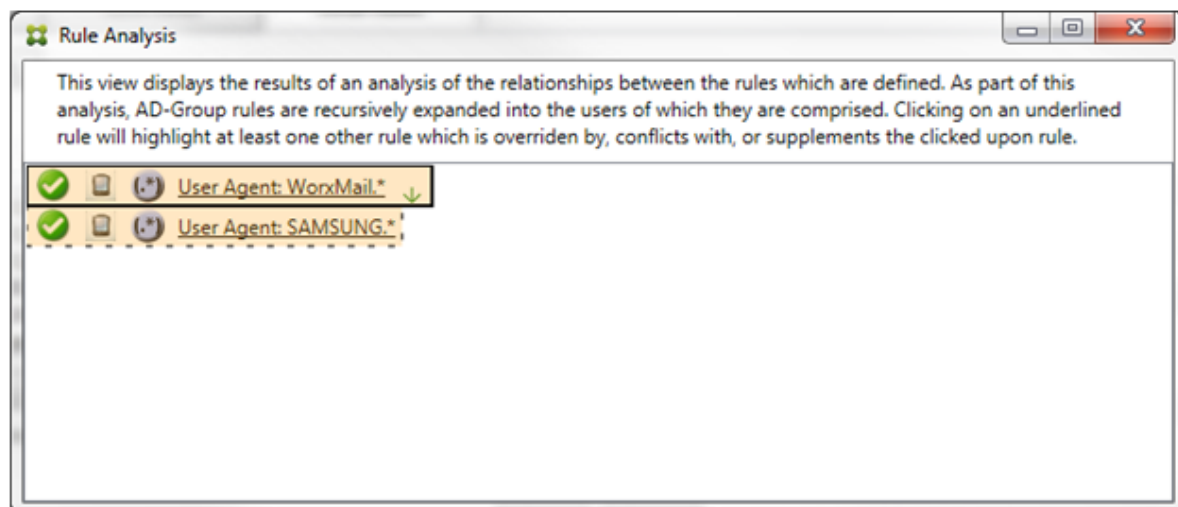 Rule Analysis
This view displays the results of an analysis of the relationships between the rules which are defined. As part of this
analysis, AD-Group rules are recursively expanded into the users of which they are comprised. Clicking on an underlined
rule will highlight at least one other rule which is overriden by, conflicts with, or supplements the clicked upon rule.
(.*) User Agent: WorxMail.*
(.*) User Agent: SAMSUNG.*